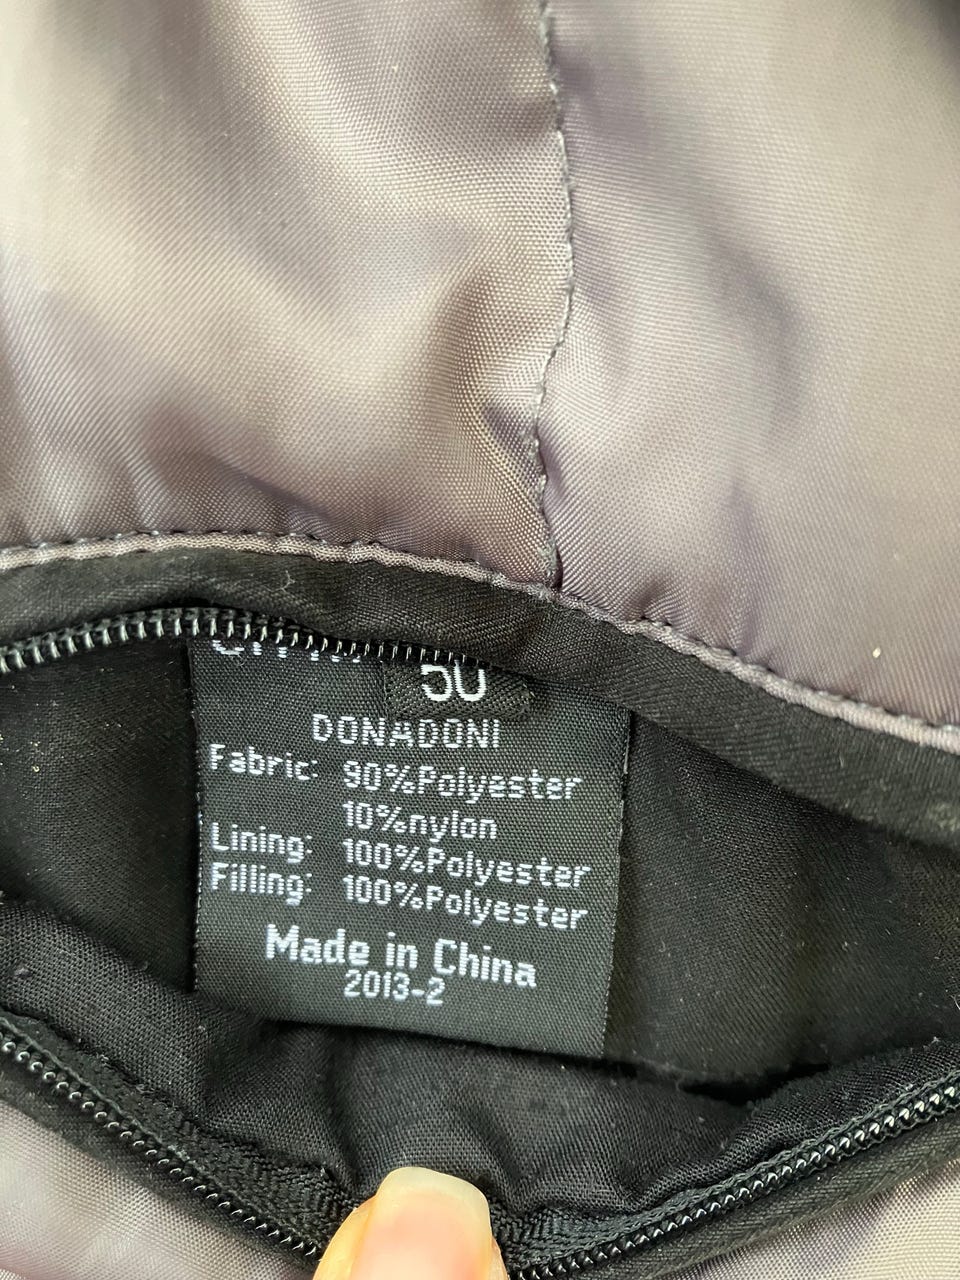 50
DONADONI
Fabric: 90%Polyester
10%nylon
Lining: 100%Polyester
Filling: 100%Polyester
Made in China
2013-2